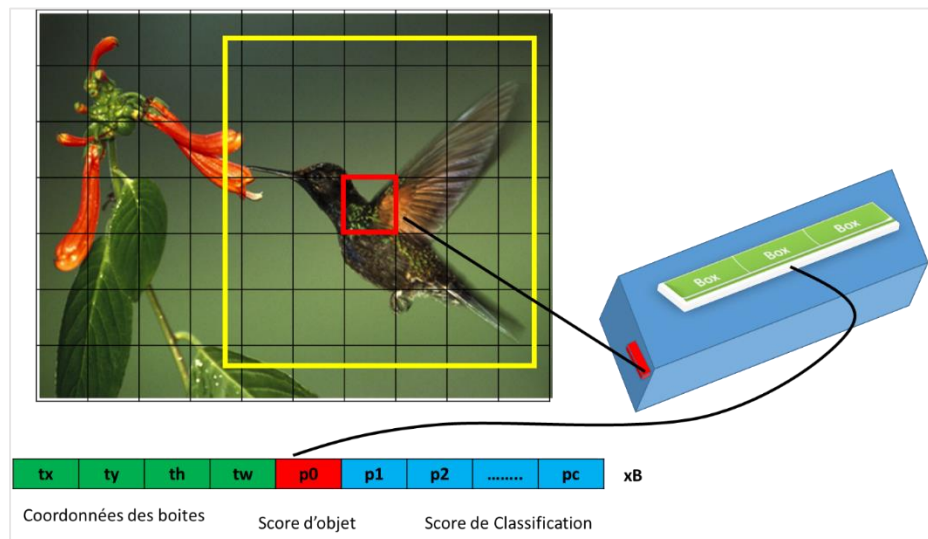 Box Box Box
tx ty th tw p0 p1 p2 ........ pc xB
Coordonnées des boites Score d'objet Score de Classification